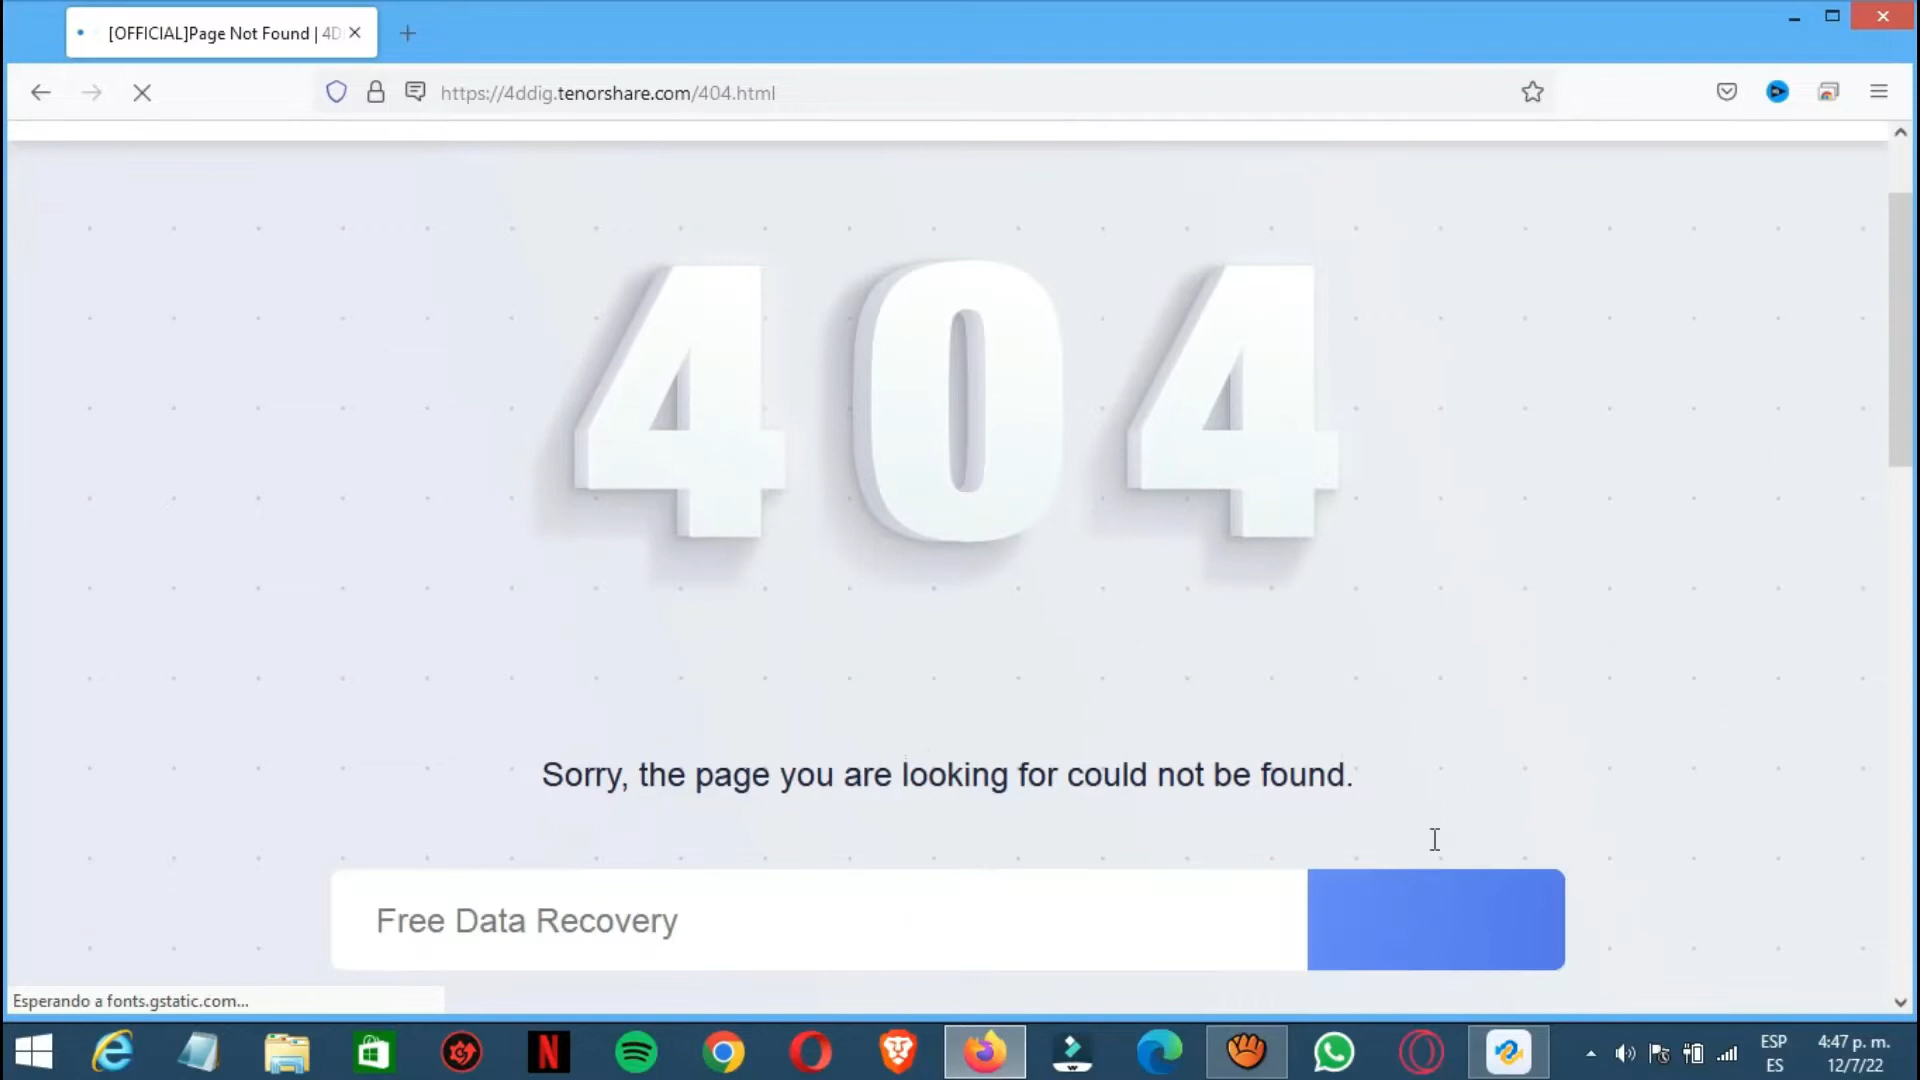 [OFFICIAL]Page Not Found | 4D
https://4ddig.tenorshare.com/404.html
404
Sorry, the page you are looking for could not be found.
Free Data Recovery
Esperando a fonts.gstatic.com...
ESP
ES
4:47 p. m.
12/7/22